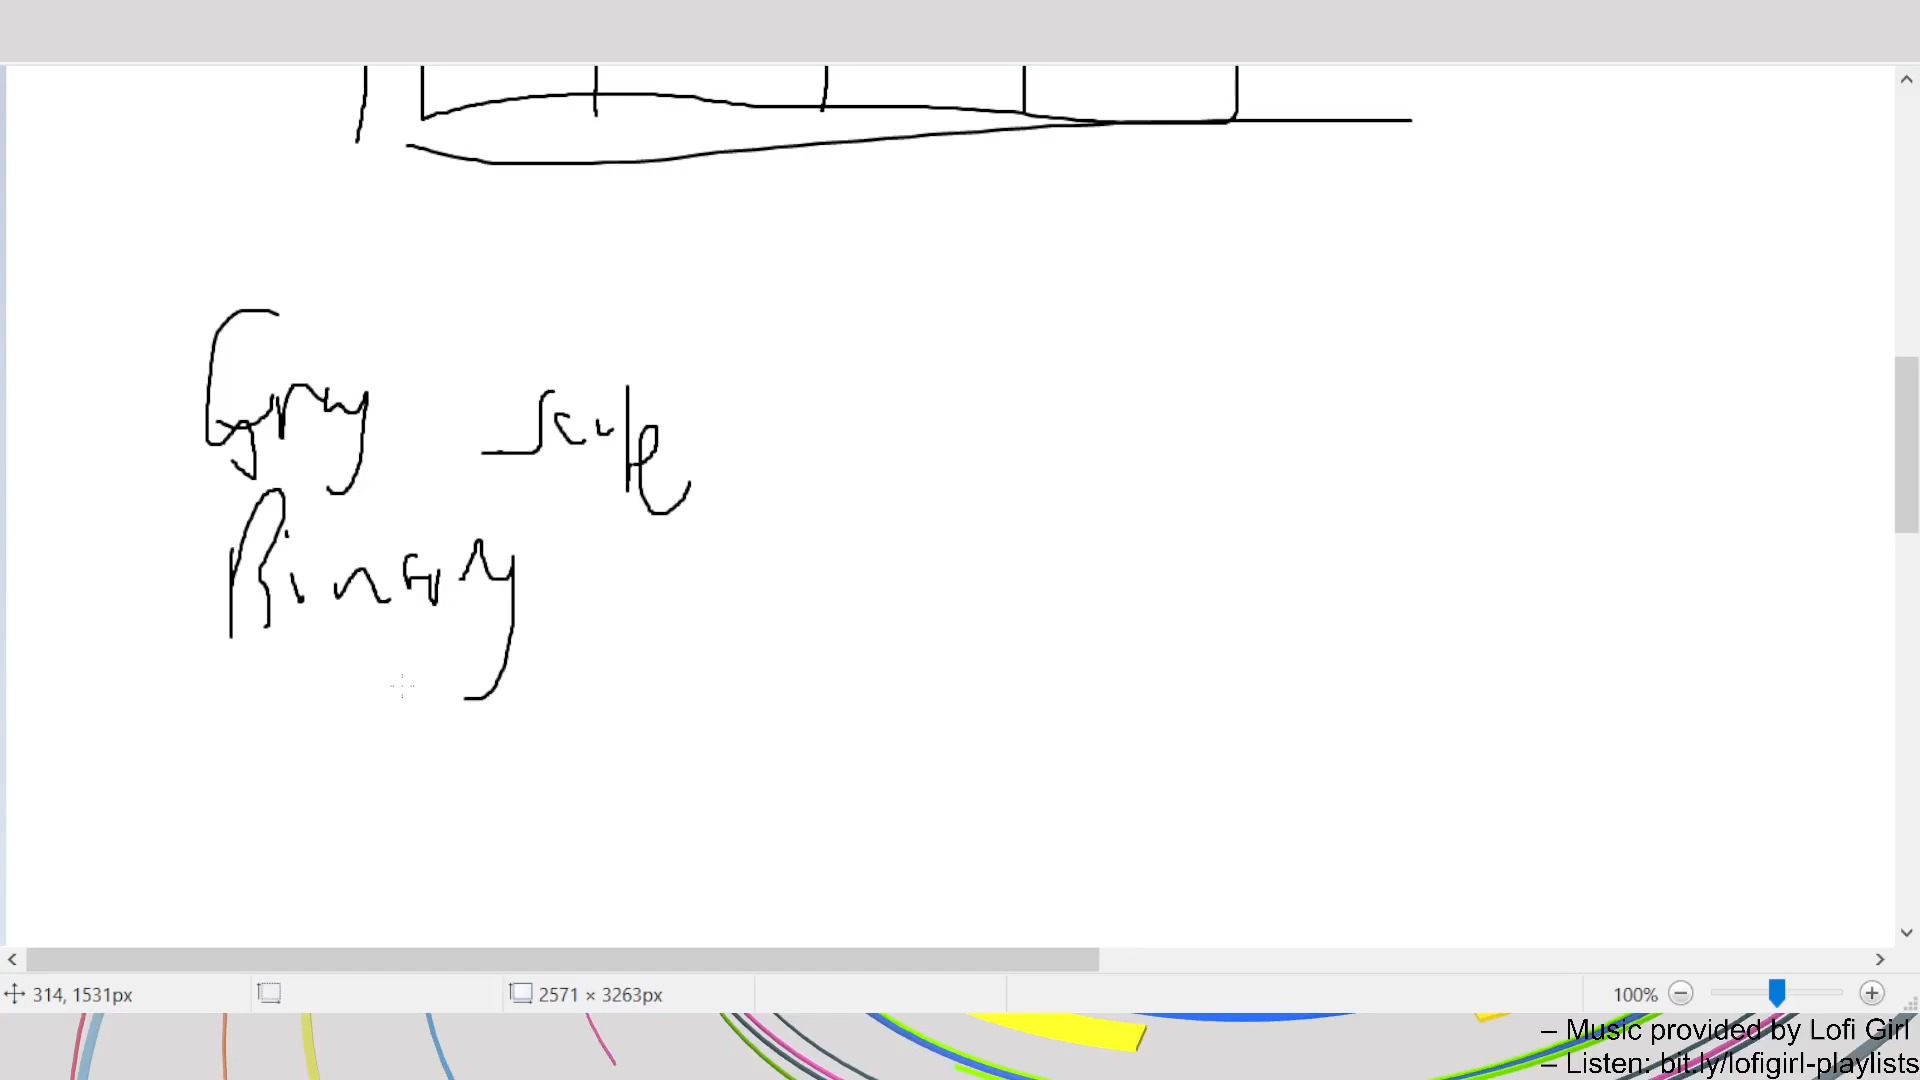 Gray scale
Binary
314, 1531px
2571 × 3263px
100%
– Music provided by Lofi Girl
– Listen: bit.ly/lofigirl-playlists